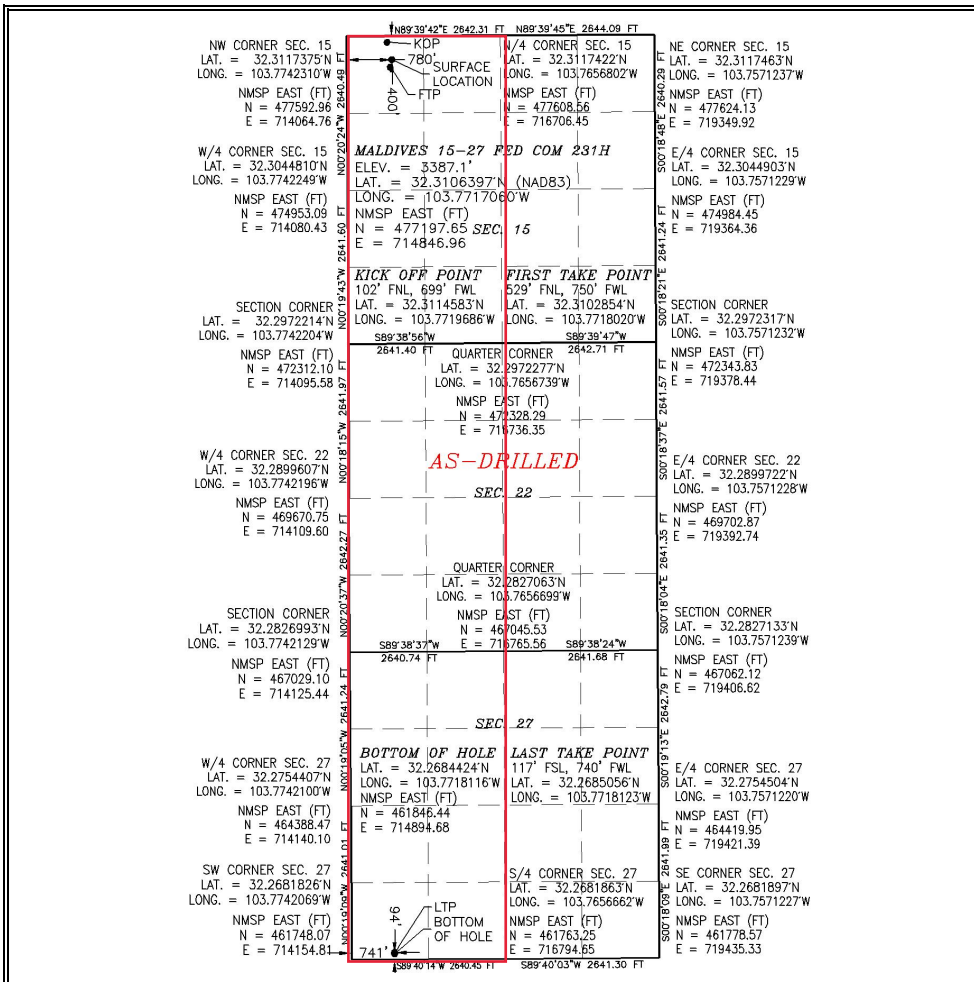 N89°39'42"E 2642.31 FT N89°39'45"E 2644.09 FT
NW CORNER SEC. 15
LAT. = 32.3117375'N
LONG. = 103.7742310'W
NMSP EAST (FT)
N = 477592.96
E = 714064.76
KOP
780'
SURFACE
LOCATION
FTP
400'
N/4 CORNER SEC. 15
LAT. = 32.3117422'N
LONG. = 103.7656802'W
NMSP EAST (FT)
N = 477608.56
E = 716706.45
NE CORNER SEC. 15
LAT. = 32.3117463'N
LONG. = 103.7571237'W
NMSP EAST (FT)
N = 477624.13
E = 719349.92
N00°20'24"W 2640.49 FT
S00°18'48"E 2640.29 FT
W/4 CORNER SEC. 15
LAT. = 32.3044810'N
LONG. = 103.7742249'W
NMSP EAST (FT)
N = 474953.09
E = 714080.43
MALDIVES 15-27 FED COM 231H
ELEV. = 3387.1'
LAT. = 32.3106397'N (NAD83)
LONG. = 103.7717060'W
NMSP EAST (FT)
N = 477197.65
E = 714846.96
SEC. 15
E/4 CORNER SEC. 15
LAT. = 32.3044903'N
LONG. = 103.7571229'W
NMSP EAST (FT)
N = 474984.45
E = 719364.36
N00°19'43"W 2641.60 FT
S00°18'21"E 2641.24 FT
KICK OFF POINT
102' FNL, 699' FWL
LAT. = 32.3114583'N
LONG. = 103.7719686'W
FIRST TAKE POINT
529' FNL, 750' FWL
LAT. = 32.3102854'N
LONG. = 103.7718020'W
SECTION CORNER
LAT. = 32.2972214'N
LONG. = 103.7742204'W
NMSP EAST (FT)
N = 472312.10
E = 714095.58
S89°38'56"W
2641.40 FT
S89°39'47"W
2642.71 FT
QUARTER CORNER
LAT. = 32.2972277'N
LONG. = 103.7656739'W
NMSP EAST (FT)
N = 472328.29
E = 716736.35
SECTION CORNER
LAT. = 32.2972317'N
LONG. = 103.7571232'W
NMSP EAST (FT)
N = 472343.83
E = 719378.44
N00°18'15"W 2641.97 FT
S00°18'37"E 2641.57 FT
AS-DRILLED
SEC. 22
W/4 CORNER SEC. 22
LAT. = 32.2899607'N
LONG. = 103.7742196'W
NMSP EAST (FT)
N = 469670.75
E = 714109.60
E/4 CORNER SEC. 22
LAT. = 32.2899722'N
LONG. = 103.7571228'W
NMSP EAST (FT)
N = 469702.87
E = 719392.74
N00°20'37"W 2642.27 FT
S00°18'04"E 2641.35 FT
SECTION CORNER
LAT. = 32.2826993'N
LONG. = 103.7742129'W
NMSP EAST (FT)
N = 467029.10
E = 714125.44
QUARTER CORNER
LAT. = 32.2827063'N
LONG. = 103.7656699'W
NMSP EAST (FT)
N = 467045.53
E = 716765.56
S89°38'37"W
2640.74 FT
S89°38'24"W
2641.68 FT
SECTION CORNER
LAT. = 32.2827133'N
LONG. = 103.7571239'W
NMSP EAST (FT)
N = 467062.12
E = 719406.62
N00°19'05"W 2641.24 FT
S00°19'13"E 2642.79 FT
SEC. 27
W/4 CORNER SEC. 27
LAT. = 32.2754407'N
LONG. = 103.7742100'W
NMSP EAST (FT)
N = 464388.47
E = 714140.10
BOTTOM OF HOLE
LAT. = 32.2684424'N
LONG. = 103.7718116'W
NMSP EAST (FT)
N = 461846.44
E = 714894.68
LAST TAKE POINT
117' FSL, 740' FWL
LAT. = 32.2685056'N
LONG. = 103.7718123'W
E/4 CORNER SEC. 27
LAT. = 32.2754504'N
LONG. = 103.7571220'W
NMSP EAST (FT)
N = 464419.95
E = 719421.39
N00°19'09"W 2641.01 FT
S00°18'09"E 2641.99 FT
SW CORNER SEC. 27
LAT. = 32.2681826'N
LONG. = 103.7742069'W
NMSP EAST (FT)
N = 461748.07
E = 714154.81
94'
LTP
BOTTOM
OF HOLE
741'
S/4 CORNER SEC. 27
LAT. = 32.2681863'N
LONG. = 103.7656662'W
NMSP EAST (FT)
N = 461763.25
E = 716794.65
SE CORNER SEC. 27
LAT. = 32.2681897'N
LONG. = 103.7571227'W
NMSP EAST (FT)
N = 461778.57
E = 719435.33
S89°40'14"W 2640.45 FT S89°40'03"W 2641.30 FT